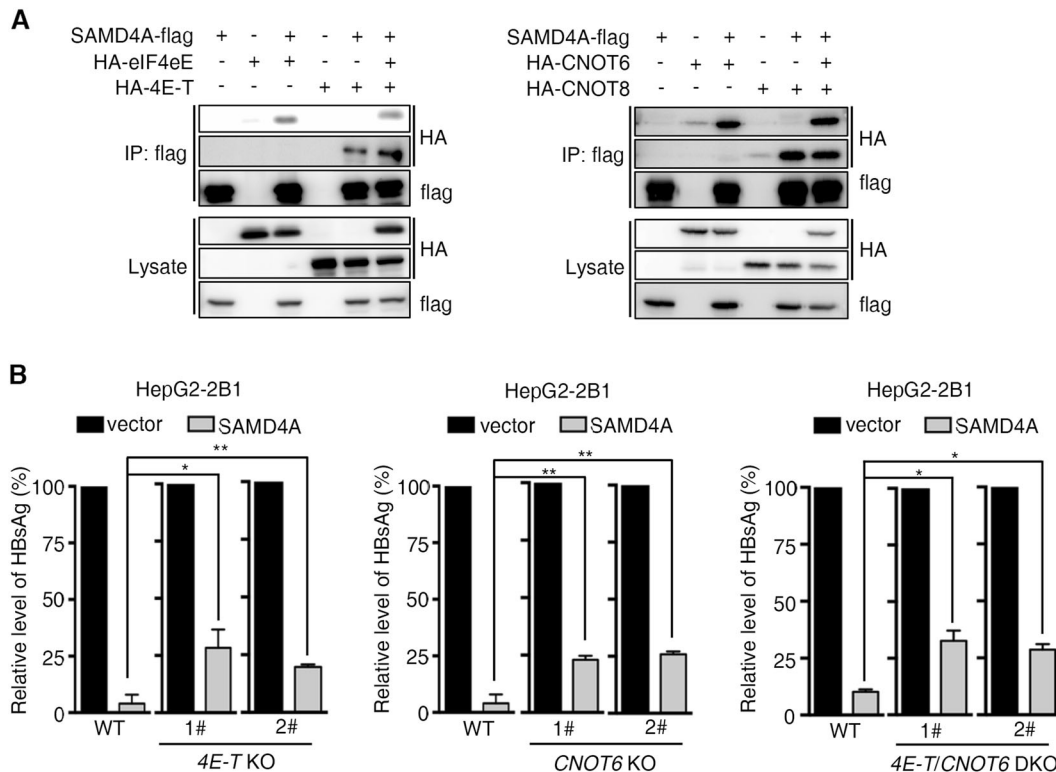 A
SAMD4A-flag + - + - + +
HA-eIF4eE - + + - - +
HA-4E-T - - - + + +
IP: flag
HA
flag
Lysate
HA
flag
SAMD4A-flag + - + - + +
HA-CNOT6 - + + - - +
HA-CNOT8 - - - + + +
IP: flag
HA
flag
Lysate
HA
flag
B
HepG2-2B1
vector SAMD4A
Relative level of HBsAg (%)
100
75
50
25
0
**
*
WT 1# 2#
4E-T KO
HepG2-2B1
vector SAMD4A
Relative level of HBsAg (%)
100
75
50
25
0
**
**
WT 1# 2#
CNOT6 KO
HepG2-2B1
vector SAMD4A
Relative level of HBsAg (%)
100
75
50
25
0
*
*
WT 1# 2#
4E-T/CNOT6 DKO